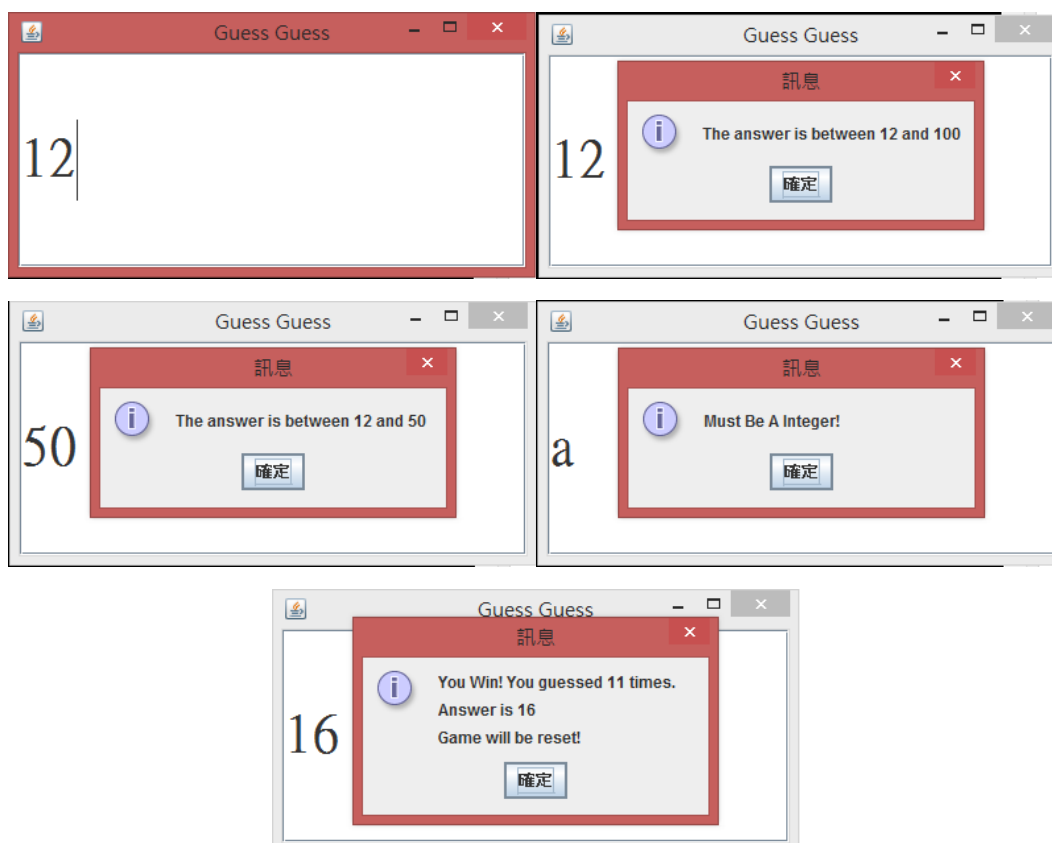 Guess Guess
12
Guess Guess
訊息
12
The answer is between 12 and 100
確定
Guess Guess
訊息
50
The answer is between 12 and 50
確定
Guess Guess
訊息
a
Must Be A Integer!
確定
Guess Guess
訊息
16
You Win! You guessed 11 times.
Answer is 16
Game will be reset!
確定